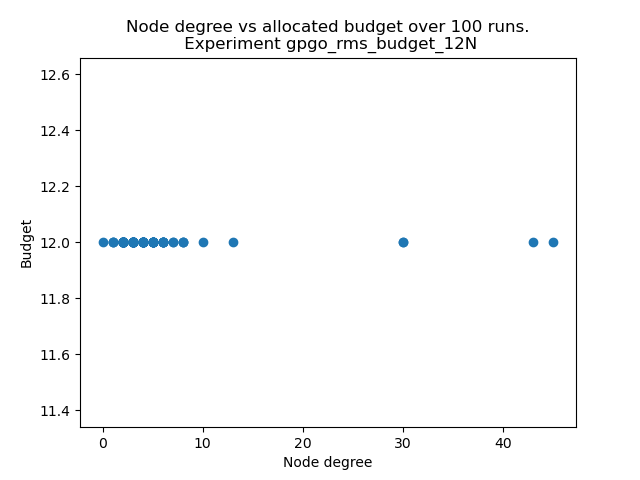 Node degree vs allocated budget over 100 runs.
Experiment gpgo_rms_budget_12N
12.6
12.4
12.2
12.0
11.8
11.6
11.4
Budget
0 10 20 30 40
Node degree